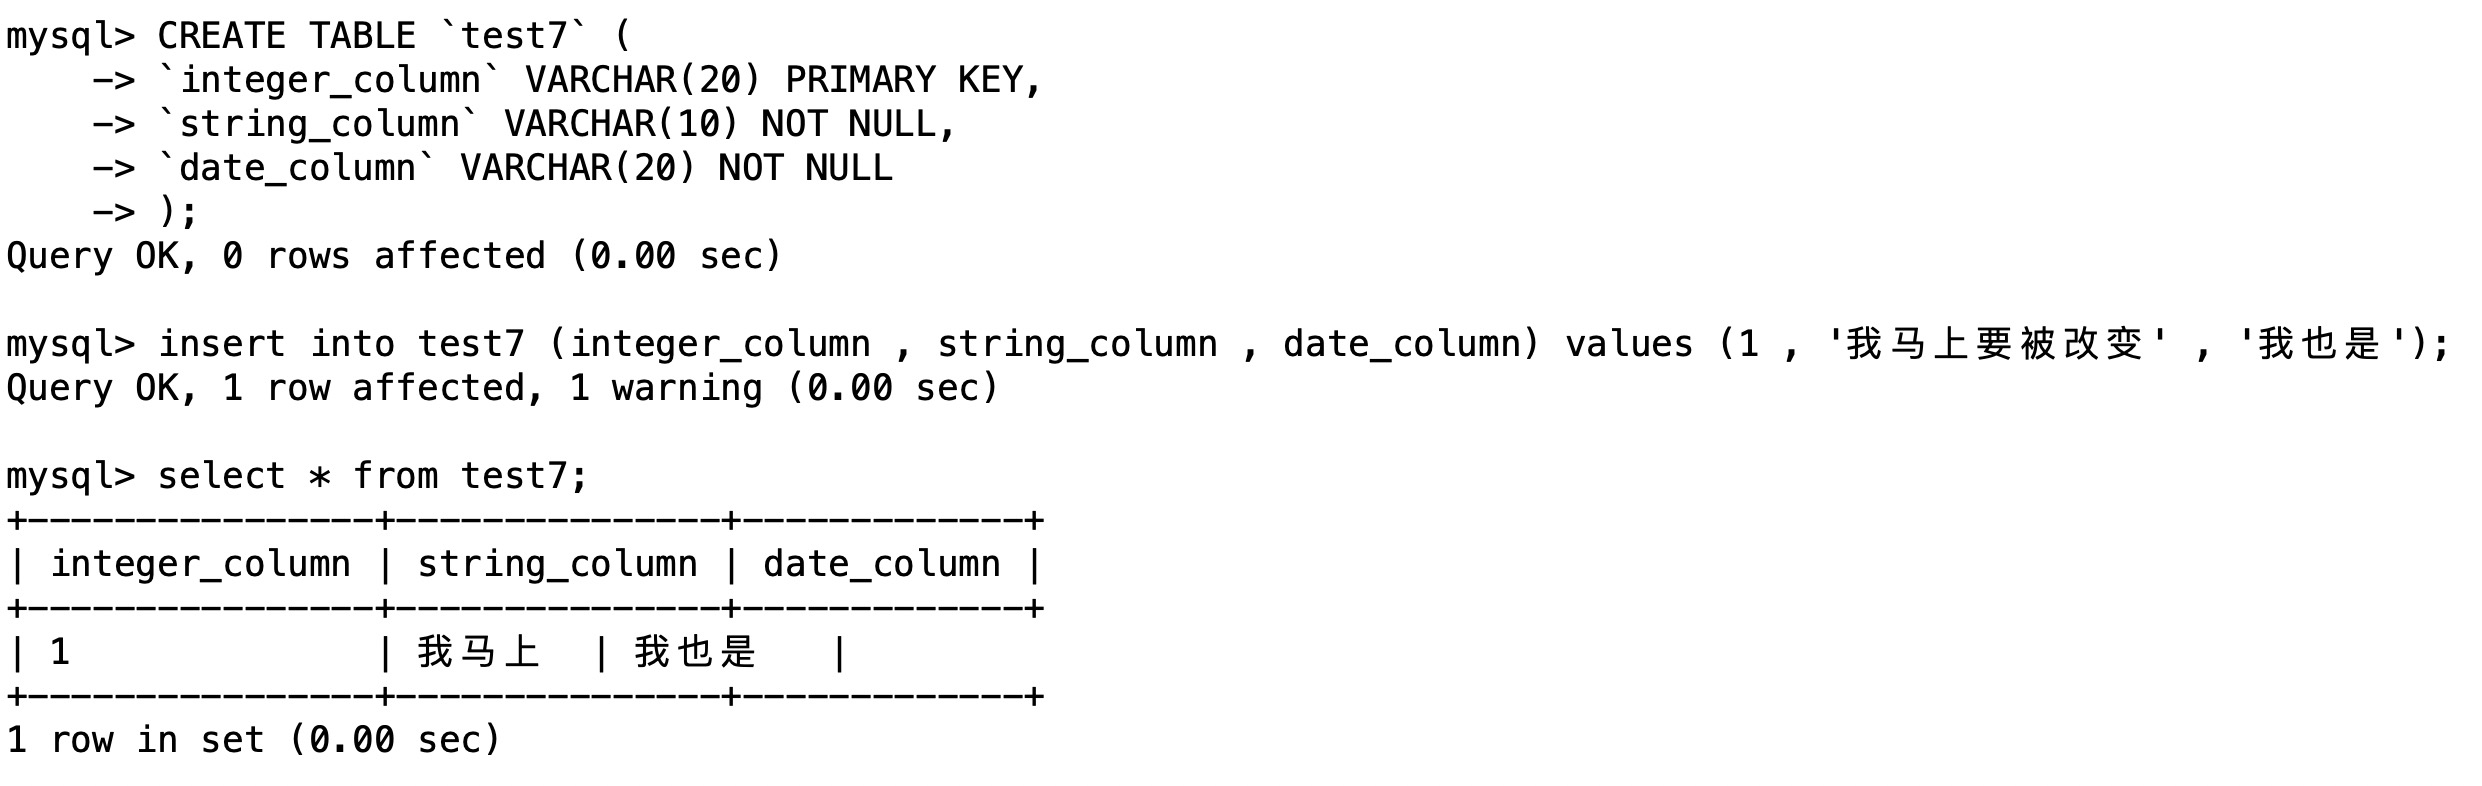 mysql> CREATE TABLE `test7` (
    -> `integer_column` VARCHAR(20) PRIMARY KEY,
    -> `string_column` VARCHAR(10) NOT NULL,
    -> `date_column` VARCHAR(20) NOT NULL
    -> );
Query OK, 0 rows affected (0.00 sec)

mysql> insert into test7 (integer_column , string_column , date_column) values (1 , '我马上要被改变' , '我也是');
Query OK, 1 row affected, 1 warning (0.00 sec)

mysql> select * from test7;
+----------------+---------------+-------------+
| integer_column | string_column | date_column |
+----------------+---------------+-------------+
| 1              | 我马上  | 我也是   |
+----------------+---------------+-------------+
1 row in set (0.00 sec)